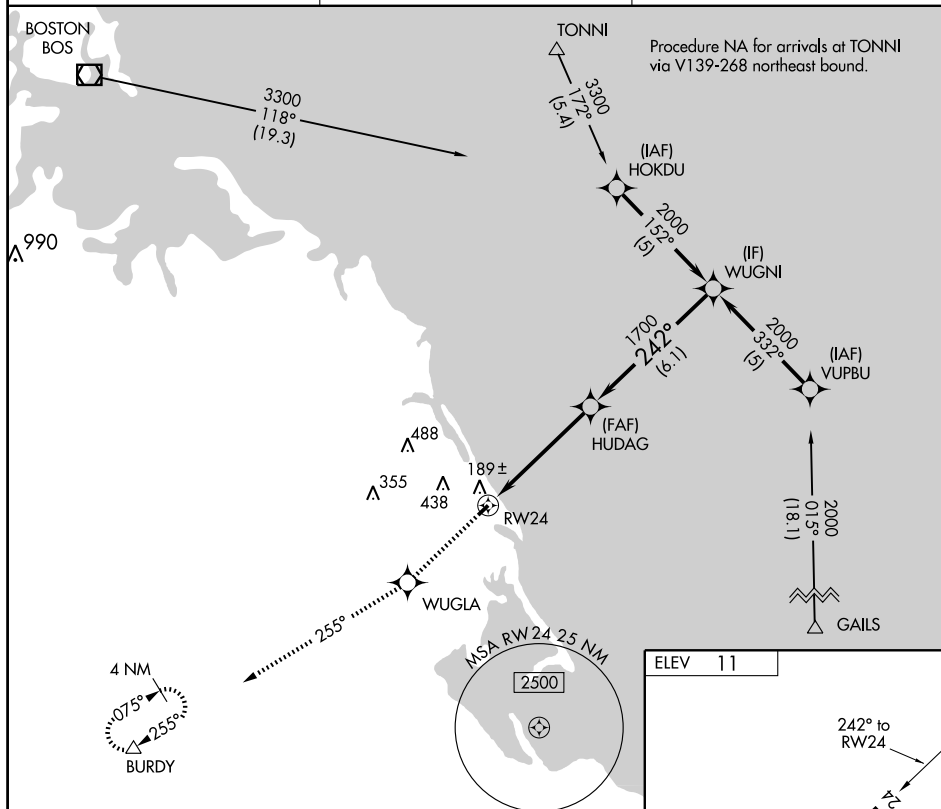 BOSTON
BOS
3300
118°
(19.3)
TONNI
Procedure NA for arrivals at TONNI
via V139-268 northeast bound.
3300
172°
(5.4)
(IAF)
HOKDU
990
2000
152°
(5)
(IF)
WUGNI
1700
242°
(6.1)
2000
332°
(5)
(IAF)
VUPBU
(FAF)
HUDAG
488
355
438
189±
RW24
2000
015°
(18.1)
WUGLA
GAILS
255°
MSA RW24 25 NM
2500
4 NM
075°
255°
BURDY
ELEV 11
242° to
RW24
24